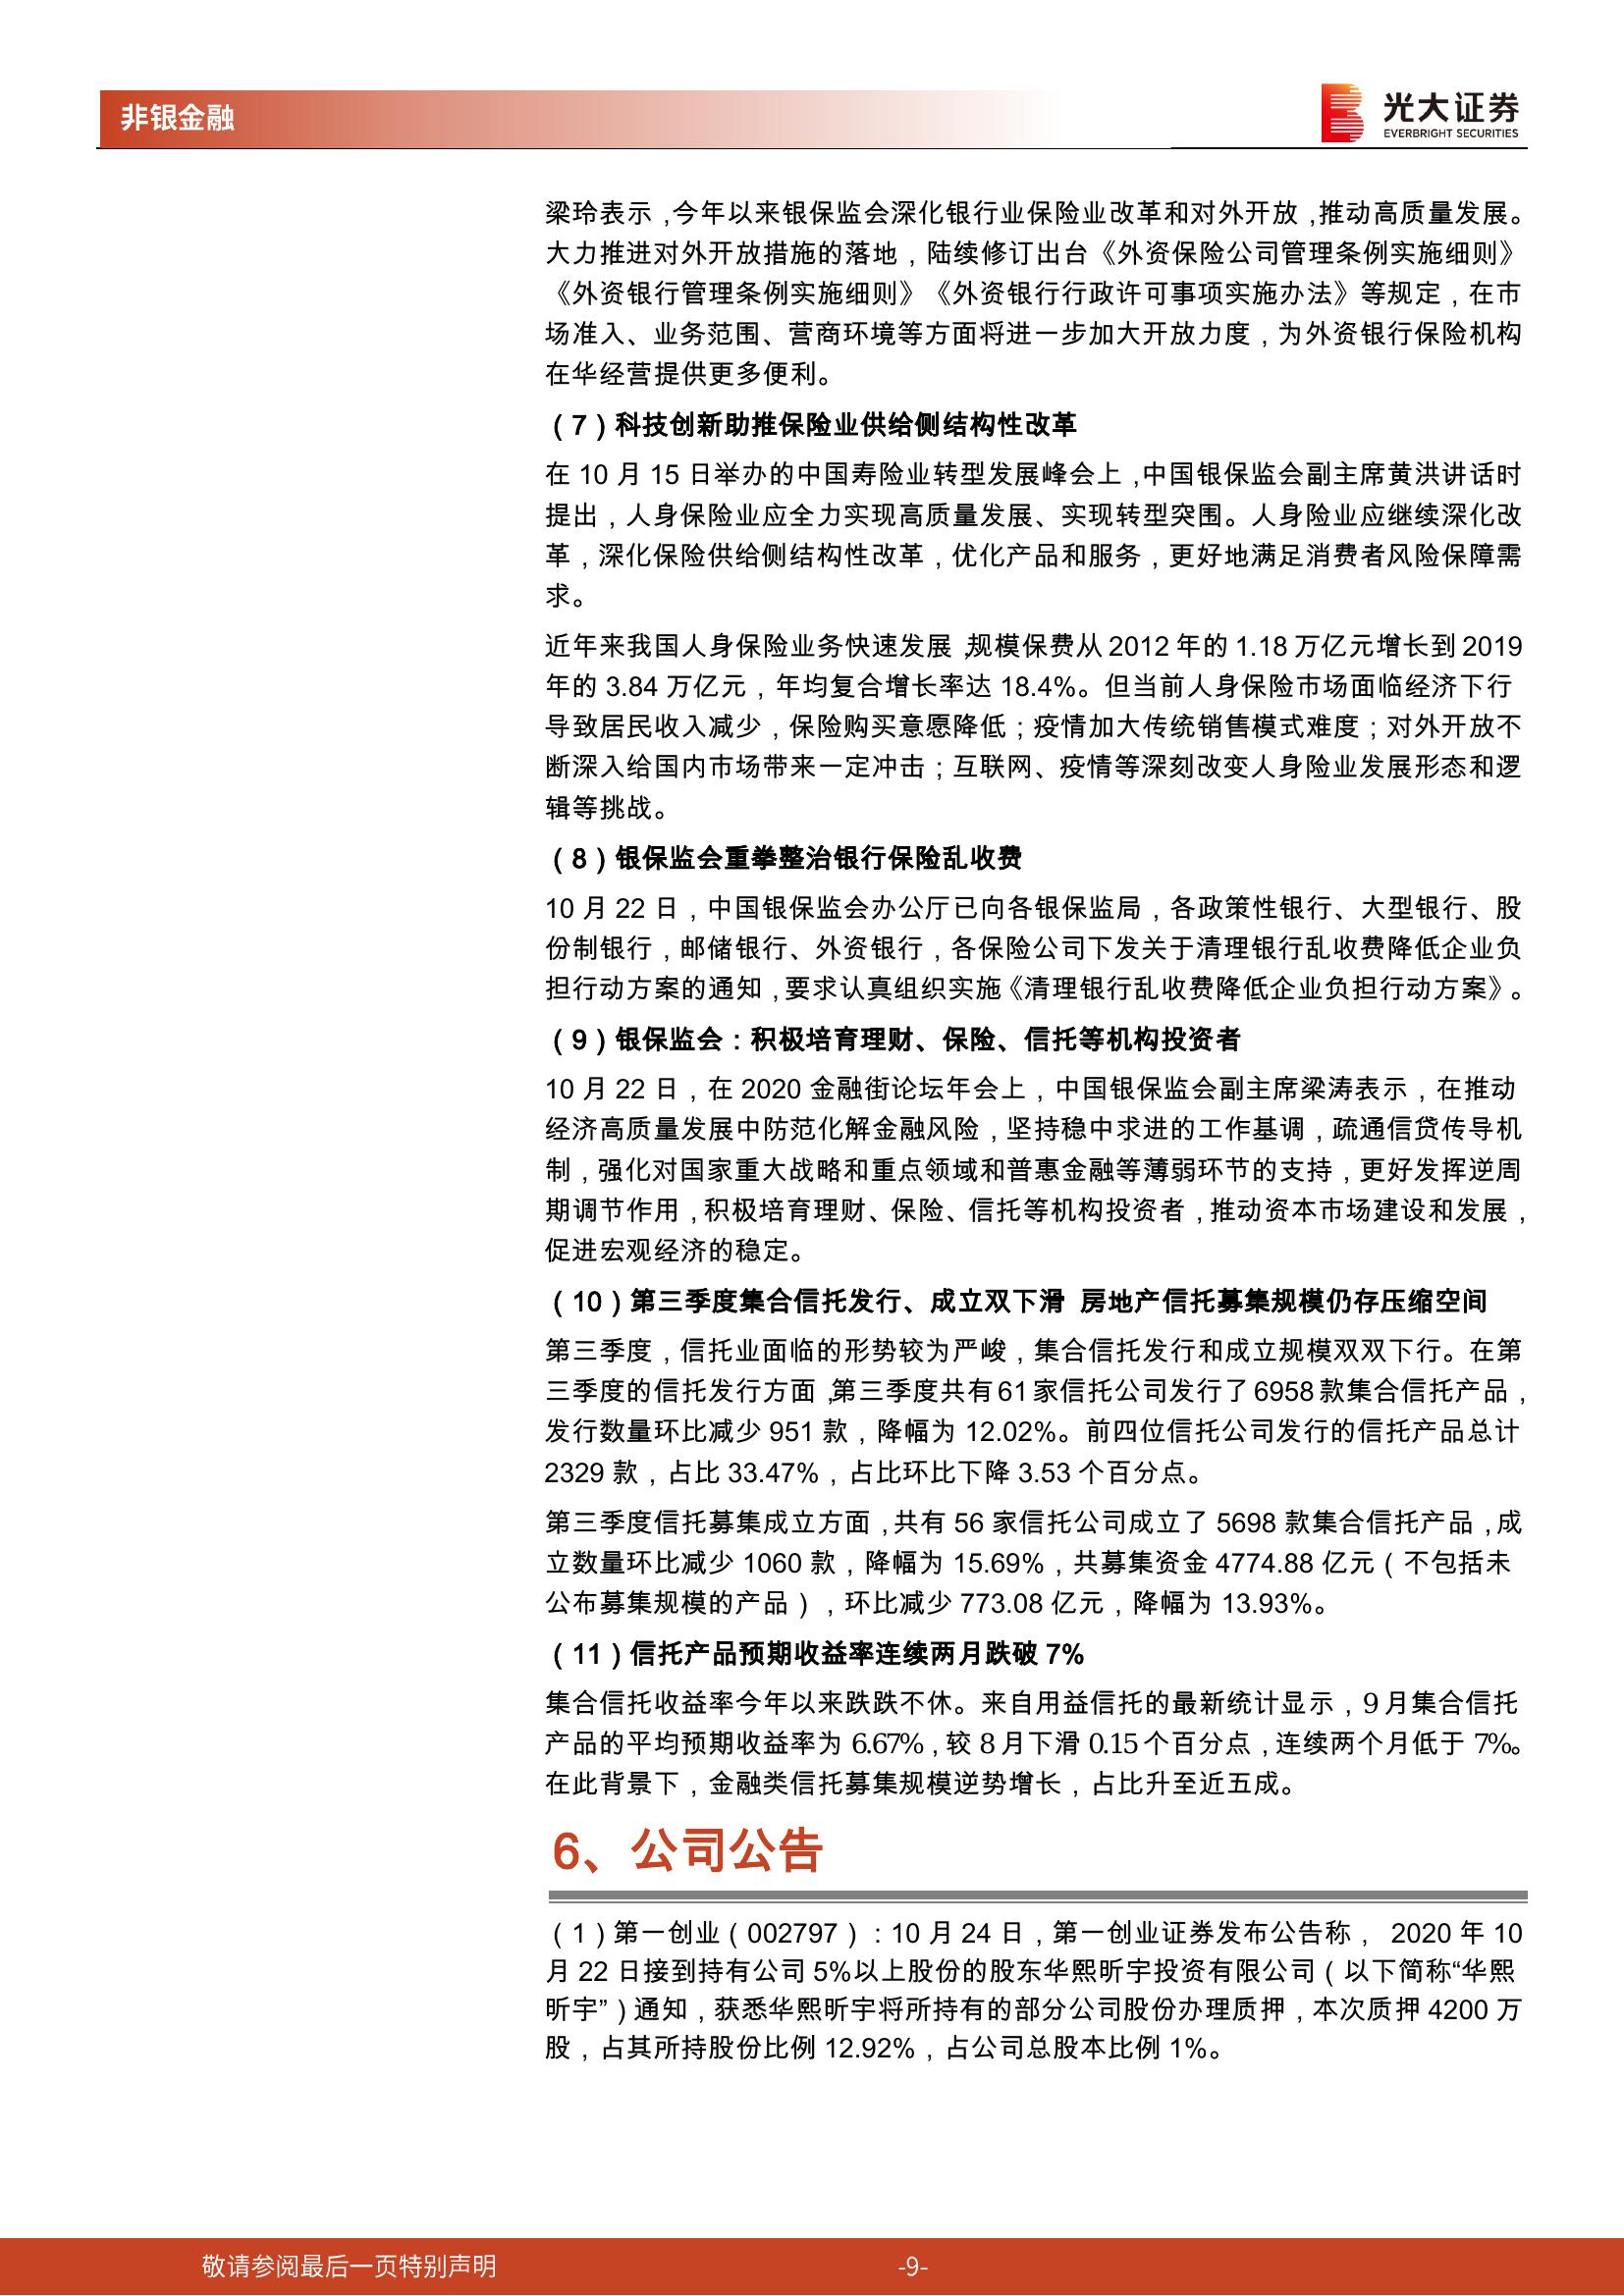 非银金融
光大证券
EVERBRIGHT SECURITIES
梁玲表示，今年以来银保监会深化银行业保险业改革和对外开放，推动高质量发展。
大力推进对外开放措施的落地，陆续修订出台《外资保险公司管理条例实施细则》
《外资银行管理条例实施细则》《外资银行行政许可事项实施办法》等规定，在市
场准入、业务范围、营商环境等方面将进一步加大开放力度，为外资银行保险机构
在华经营提供更多便利。
（7）科技创新助推保险业供给侧结构性改革
在 10 月 15 日举办的中国寿险业转型发展峰会上，中国银保监会副主席黄洪讲话时
提出，人身保险业应全力实现高质量发展、实现转型突围。人身险业应继续深化改
革，深化保险供给侧结构性改革，优化产品和服务，更好地满足消费者风险保障需
求。
近年来我国人身保险业务快速发展，规模保费从 2012 年的 1.18 万亿元增长到 2019
年的 3.84 万亿元，年均复合增长率达 18.4%。但当前人身保险市场面临经济下行
导致居民收入减少，保险购买意愿降低；疫情加大传统销售模式难度；对外开放不
断深入给国内市场带来一定冲击；互联网、疫情等深刻改变人身险业发展形态和逻
辑等挑战。
（8）银保监会重拳整治银行保险乱收费
10 月 22 日，中国银保监会办公厅已向各银保监局，各政策性银行、大型银行、股
份制银行，邮储银行、外资银行，各保险公司下发关于清理银行乱收费降低企业负
担行动方案的通知，要求认真组织实施《清理银行乱收费降低企业负担行动方案》。
（9）银保监会：积极培育理财、保险、信托等机构投资者
10 月 22 日，在 2020 金融街论坛年会上，中国银保监会副主席梁涛表示，在推动
经济高质量发展中防范化解金融风险，坚持稳中求进的工作基调，疏通信贷传导机
制，强化对国家重大战略和重点领域和普惠金融等薄弱环节的支持，更好发挥逆周
期调节作用，积极培育理财、保险、信托等机构投资者，推动资本市场建设和发展，
促进宏观经济的稳定。
（10）第三季度集合信托发行、成立双下滑 房地产信托募集规模仍存压缩空间
第三季度，信托业面临的形势较为严峻，集合信托发行和成立规模双双下行。在第
三季度的信托发行方面，第三季度共有 61 家信托公司发行了 6958 款集合信托产品，
发行数量环比减少 951 款，降幅为 12.02%。前四位信托公司发行的信托产品总计
2329 款，占比 33.47%，占比环比下降 3.53 个百分点。
第三季度信托募集成立方面，共有 56 家信托公司成立了 5698 款集合信托产品，成
立数量环比减少 1060 款，降幅为 15.69%，共募集资金 4774.88 亿元（不包括未
公布募集规模的产品），环比减少 773.08 亿元，降幅为 13.93%。
（11）信托产品预期收益率连续两月跌破 7%
集合信托收益率今年以来跌跌不休。来自用益信托的最新统计显示，9 月集合信托
产品的平均预期收益率为 6.67%，较 8 月下滑 0.15 个百分点，连续两个月低于 7%。
在此背景下，金融类信托募集规模逆势增长，占比升至近五成。
6、公司公告
（1）第一创业（002797）：10 月 24 日，第一创业证券发布公告称， 2020 年 10
月 22 日接到持有公司 5%以上股份的股东华熙昕宇投资有限公司（以下简称“华熙
昕宇”）通知，获悉华熙昕宇将所持有的部分公司股份办理质押，本次质押 4200 万
股，占其所持股份比例 12.92%，占公司总股本比例 1%。
敬请参阅最后一页特别声明
-9-